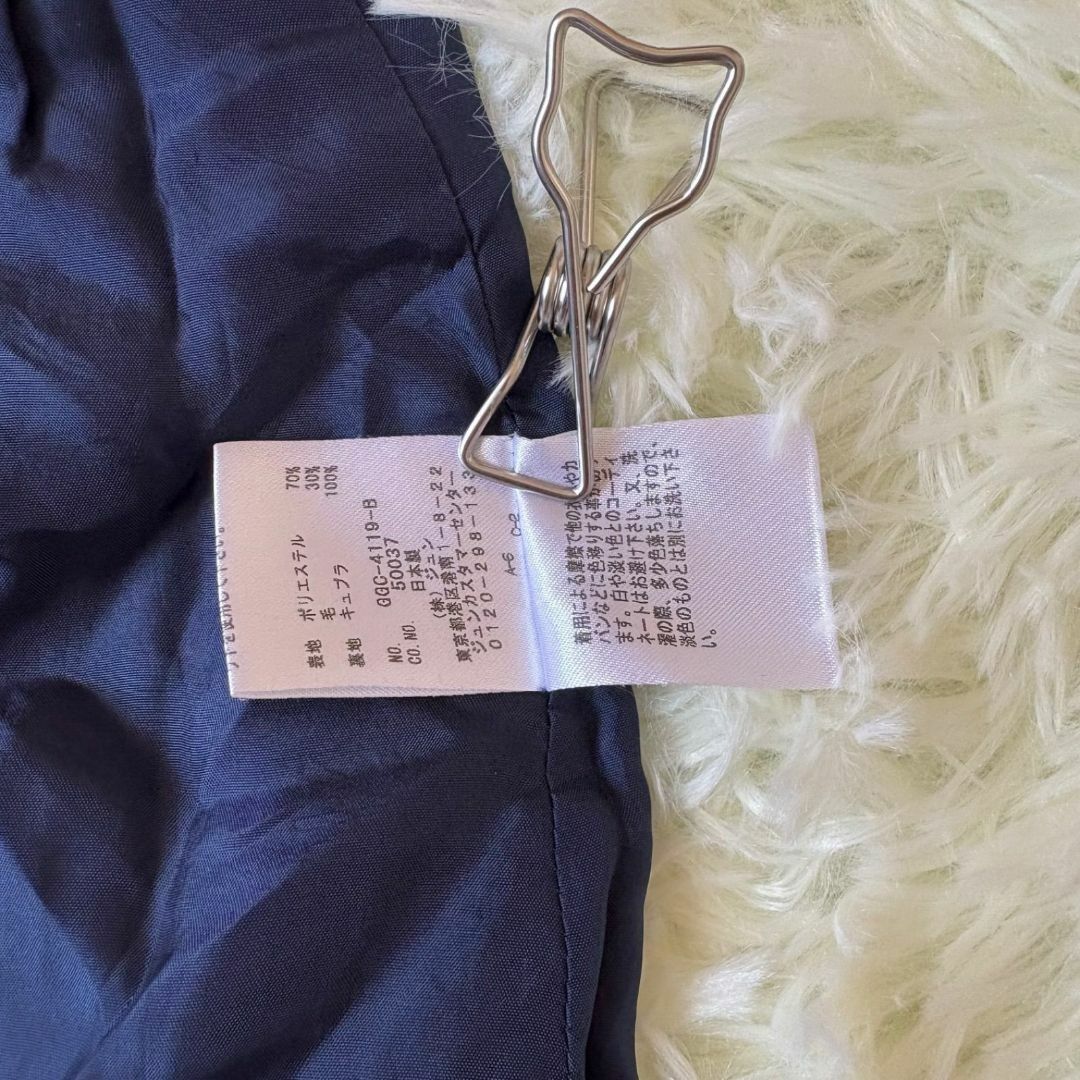 表地 ポリエステル 70%
毛 30%
裏地 キュプラ 100%
NO. GGC-4119-B
CO.NO. 50037
日本製
(株)ジュン
東京都港区港南1-8-22
ジュンカスタマーセンター
0120-298-133
A-6 C-2
着用による摩擦で他の
パンなどに色移りする事が
ます。白や淡い色とのコーディ
ネートはお避け下さい。又、洗
濯の際、多少色落ちしますので、
淡色のものとは別にお洗い下さ
い。